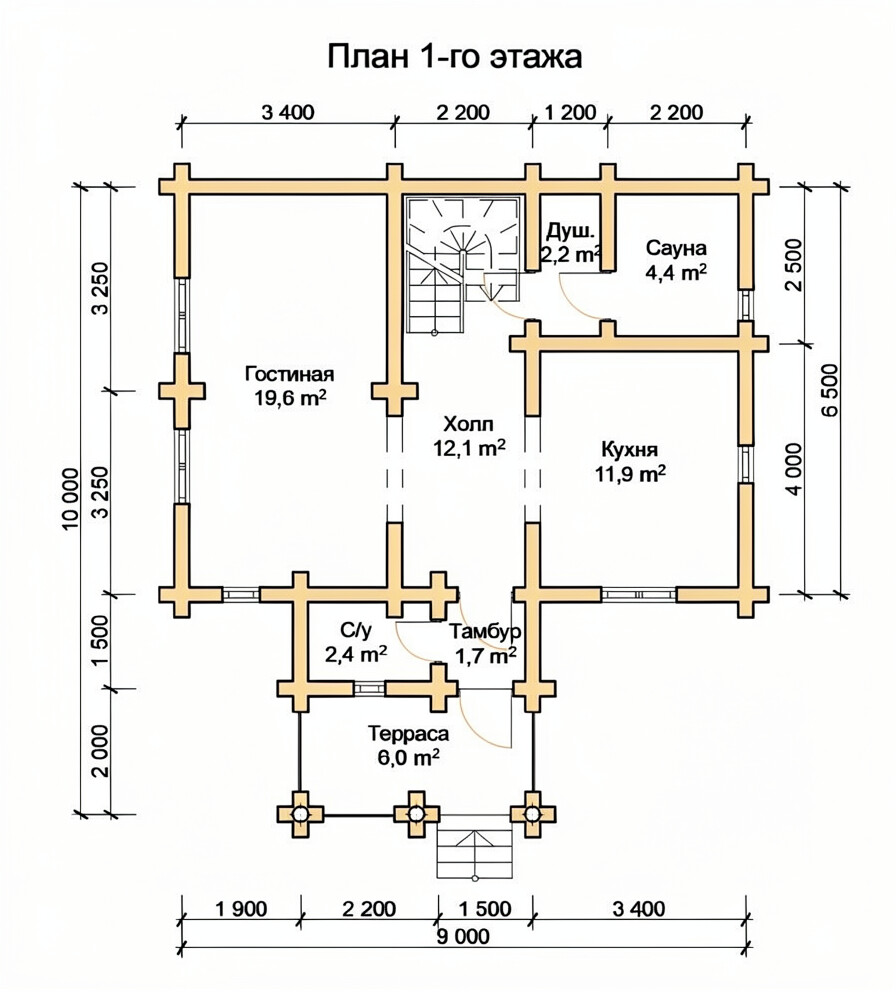 План 1-го этажа
3 400
2 200
1 200
2 200
3 250
3 250
10 000
1 500
2 000
2 500
4 000
6 500
Душ.
2,2 m²
Сауна
4,4 m²
Гостиная
19,6 m²
Холл
12,1 m²
Кухня
11,9 m²
С/у
2,4 m²
Тамбур
1,7 m²
Терраса
6,0 m²
1 900
2 200
1 500
3 400
9 000